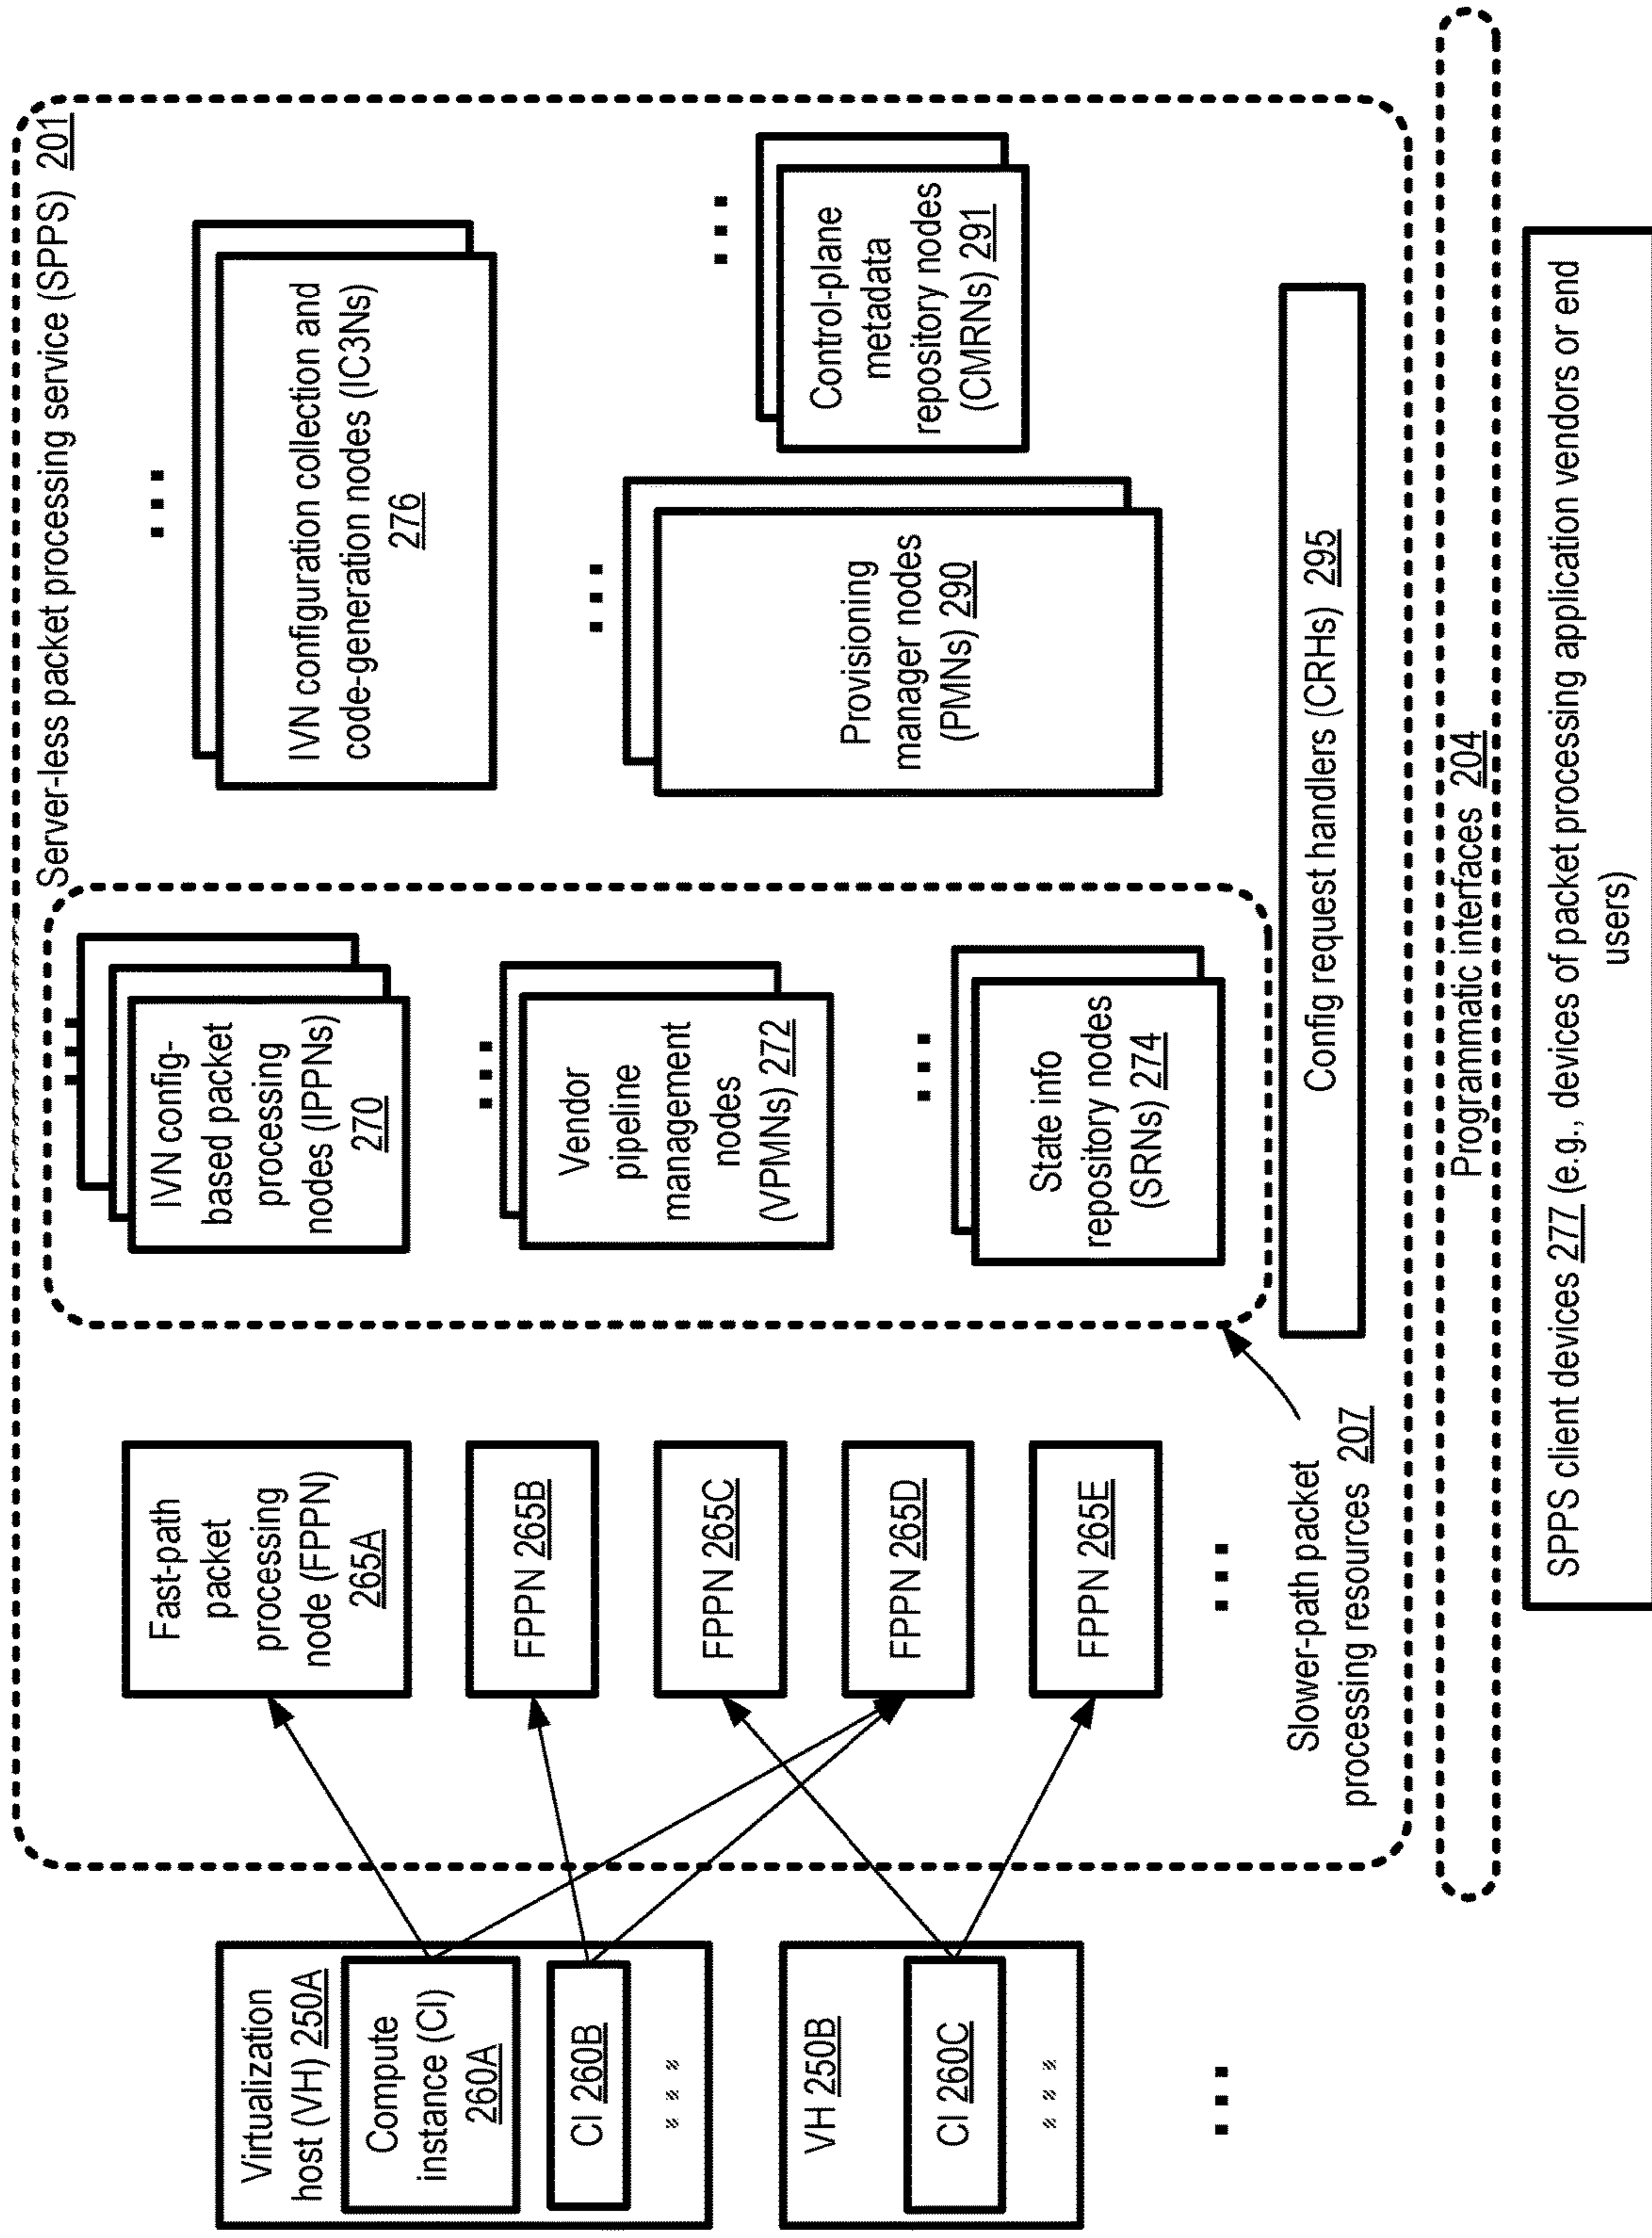 Server-less packet processing service (SPPS) 201
Virtualization
host (VH) 250A
Compute
instance (CI)
260A
CI 260B
VH 250B
CI 260C
Fast-path
packet
processing
node (FPPN)
265A
FPPN 265B
FPPN 265C
FPPN 265D
FPPN 265E
Slower-path packet
processing resources 207
IVN config-
based packet
processing
nodes (IPPNs)
270
Vendor
pipeline
management
nodes
(VPMNs) 272
State info
repository nodes
(SRNs) 274
IVN configuration collection and
code-generation nodes (IC3Ns)
276
Provisioning
manager nodes
(PMNs) 290
Control-plane
metadata
repository nodes
(CMRNs) 291
Config request handlers (CRHs) 295
Programmatic interfaces 204
SPPS client devices 277 (e.g., devices of packet processing application vendors or end
users)